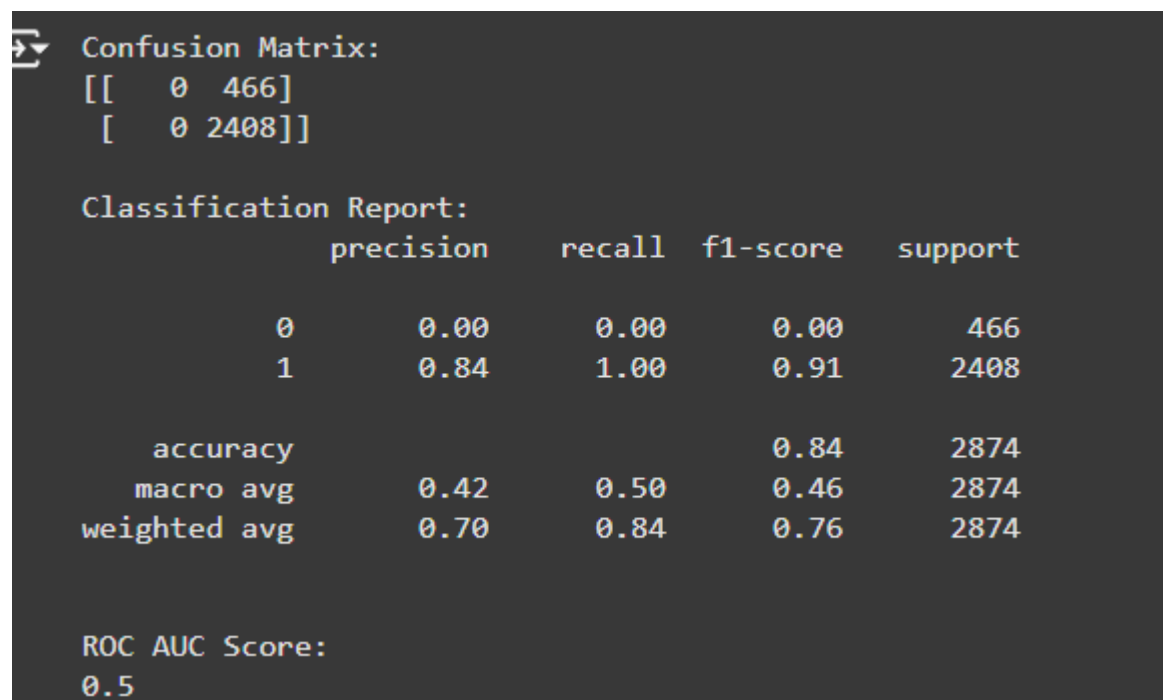 Confusion Matrix:
[[   0  466]
 [   0 2408]]
Classification Report:
              precision    recall  f1-score   support
           0       0.00      0.00      0.00       466
           1       0.84      1.00      0.91      2408
    accuracy                           0.84      2874
   macro avg       0.42      0.50      0.46      2874
weighted avg       0.70      0.84      0.76      2874
ROC AUC Score:
0.5